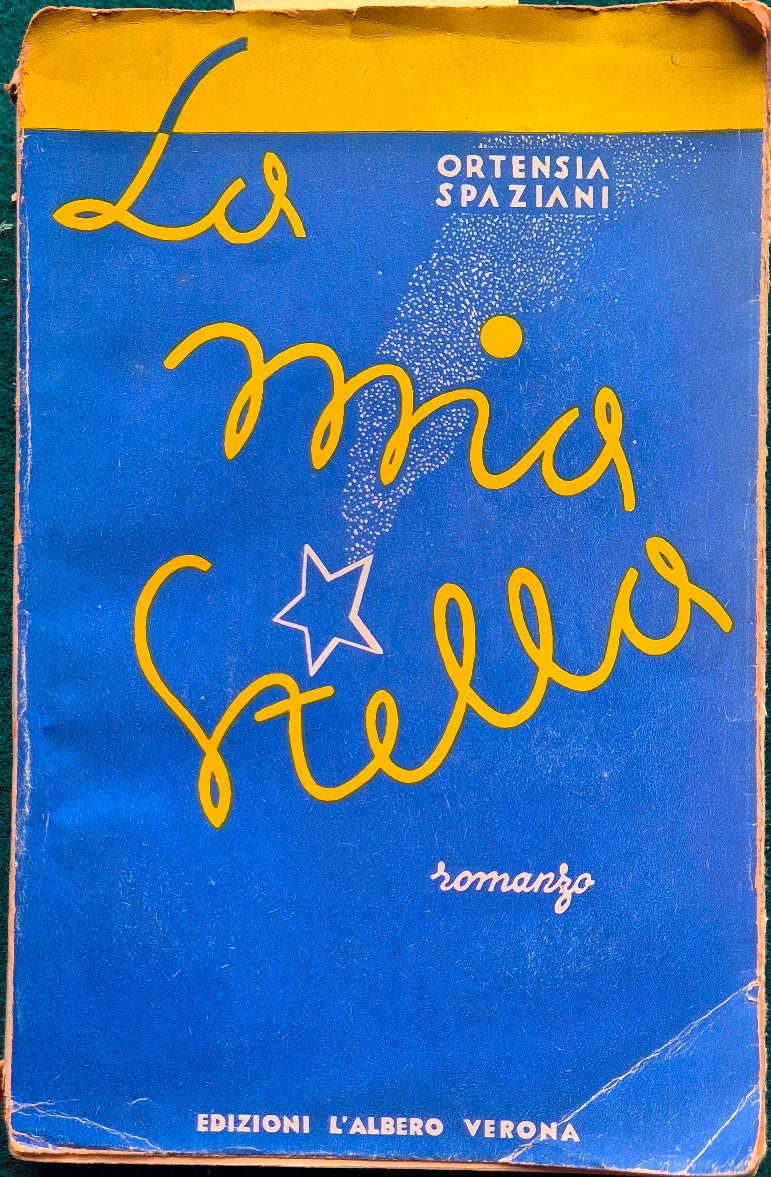 La
ORTENSIA
SPAZIANI
mia
Stella
romanzo
EDIZIONI L'ALBERO VERONA